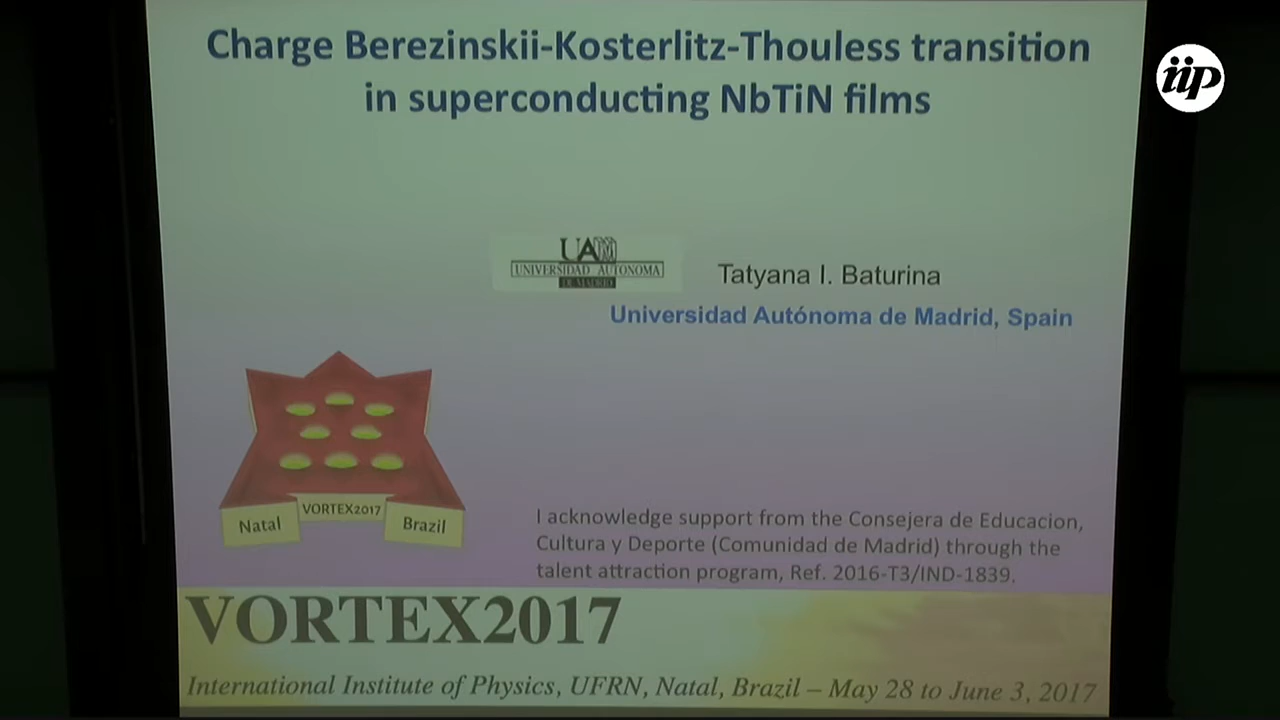 Charge Berezinskii-Kosterlitz-Thouless transition
in superconducting NbTiN films
iip
UAM
UNIVERSIDAD AUTONOMA
DE MADRID
Tatyana I. Baturina
Universidad Autónoma de Madrid, Spain
Natal
VORTEX2017
Brazil
I acknowledge support from the Consejera de Educacion,
Cultura y Deporte (Comunidad de Madrid) through the
talent attraction program, Ref. 2016-T3/IND-1839.
VORTEX2017
International Institute of Physics, UFRN, Natal, Brazil – May 28 to June 3, 2017